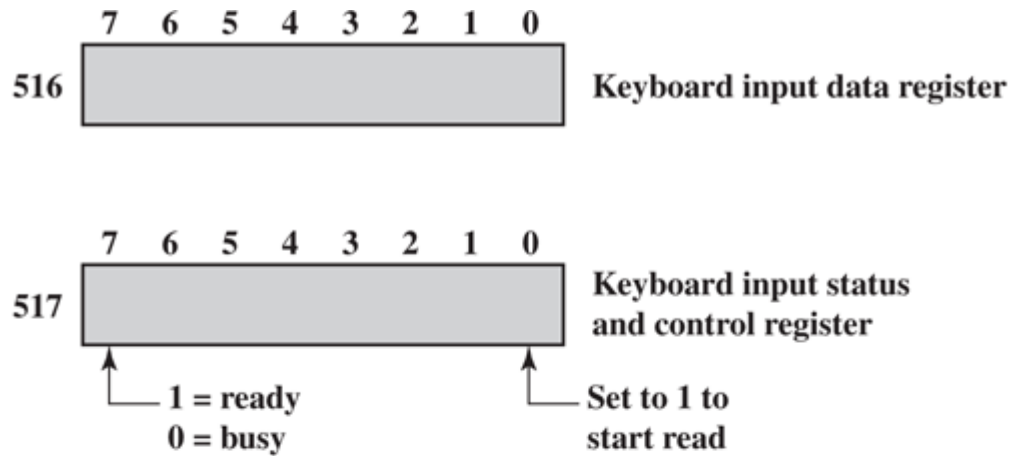 7 6 5 4 3 2 1 0
516 Keyboard input data register
7 6 5 4 3 2 1 0
517 Keyboard input status
and control register
1 = ready
0 = busy
Set to 1 to
start read